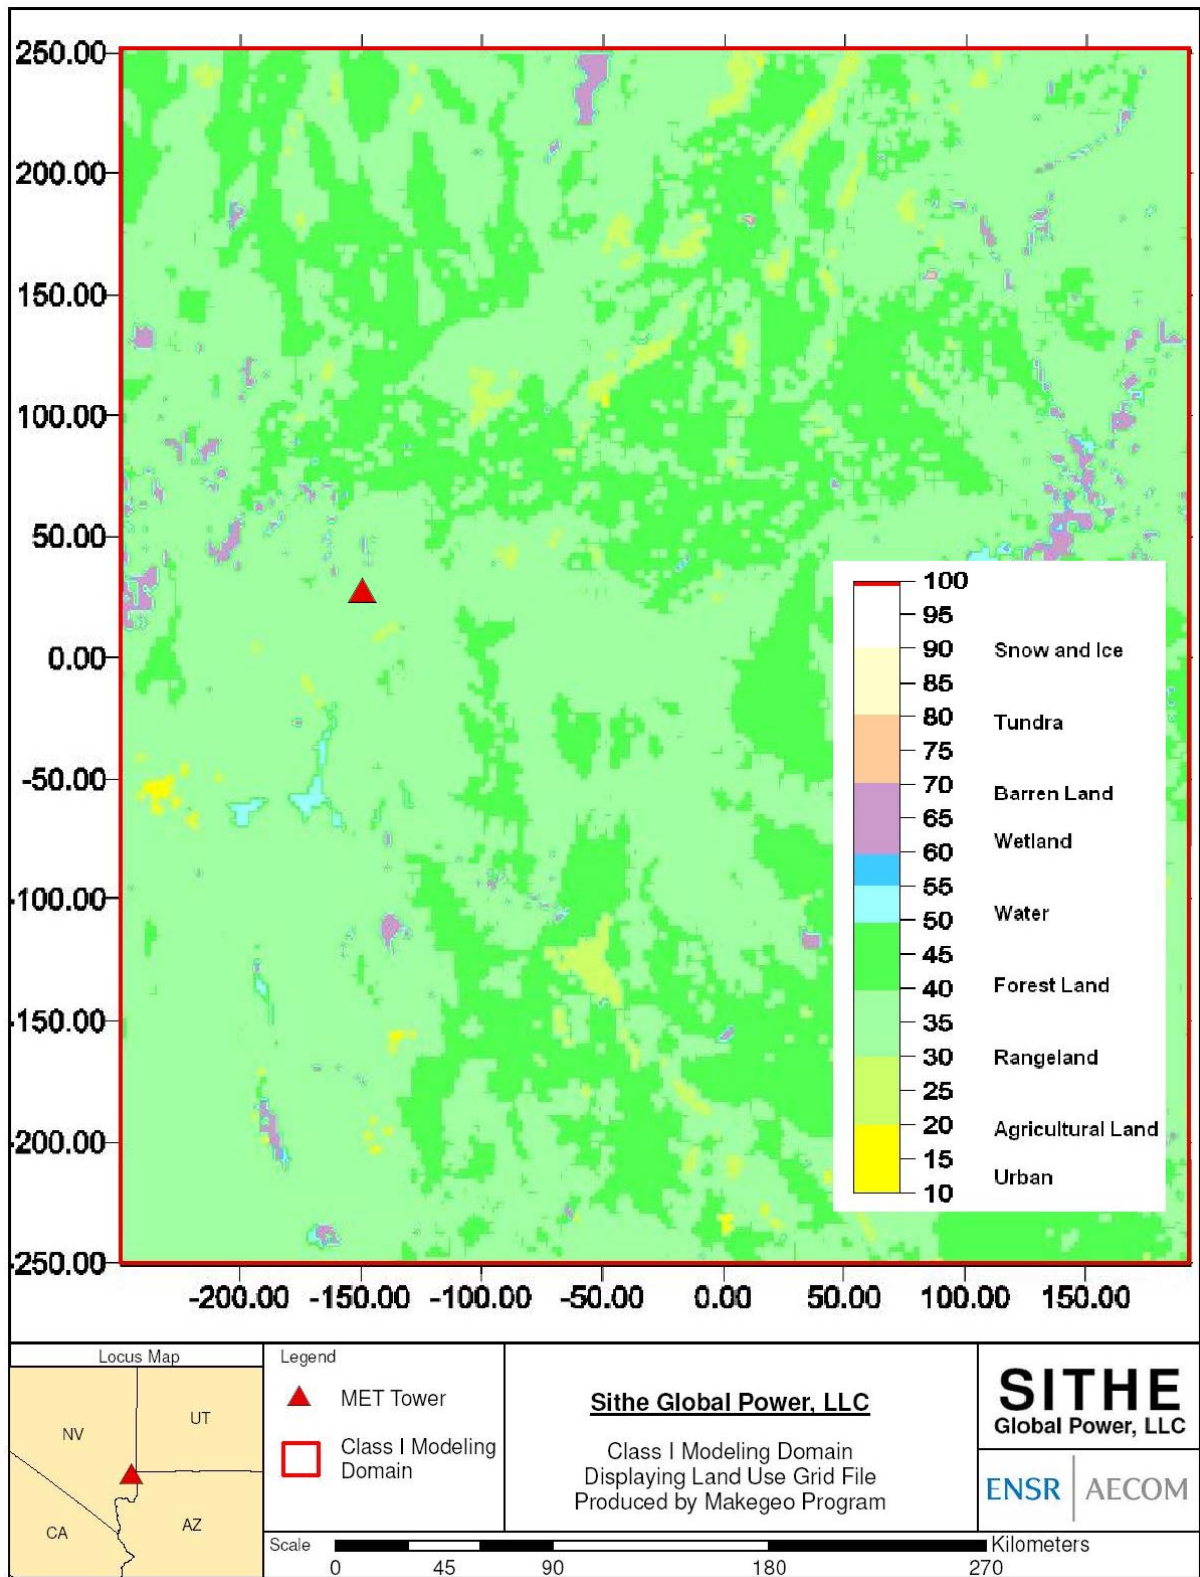 250.00
200.00
150.00
100.00
50.00
0.00
-50.00
-100.00
-150.00
-200.00
-250.00
-200.00 -150.00 -100.00 -50.00 0.00 50.00 100.00 150.00
100
95
90
85
80
75
70
65
60
55
50
45
40
35
30
25
20
15
10
Snow and Ice
Tundra
Barren Land
Wetland
Water
Forest Land
Rangeland
Agricultural Land
Urban
Locus Map
NV
UT
CA
AZ
Legend
MET Tower
Class I Modeling
Domain
Sithe Global Power, LLC
Class I Modeling Domain
Displaying Land Use Grid File
Produced by Makegeo Program
SITHE
Global Power, LLC
ENSR AECOM
Scale
Kilometers
0 45 90 180 270